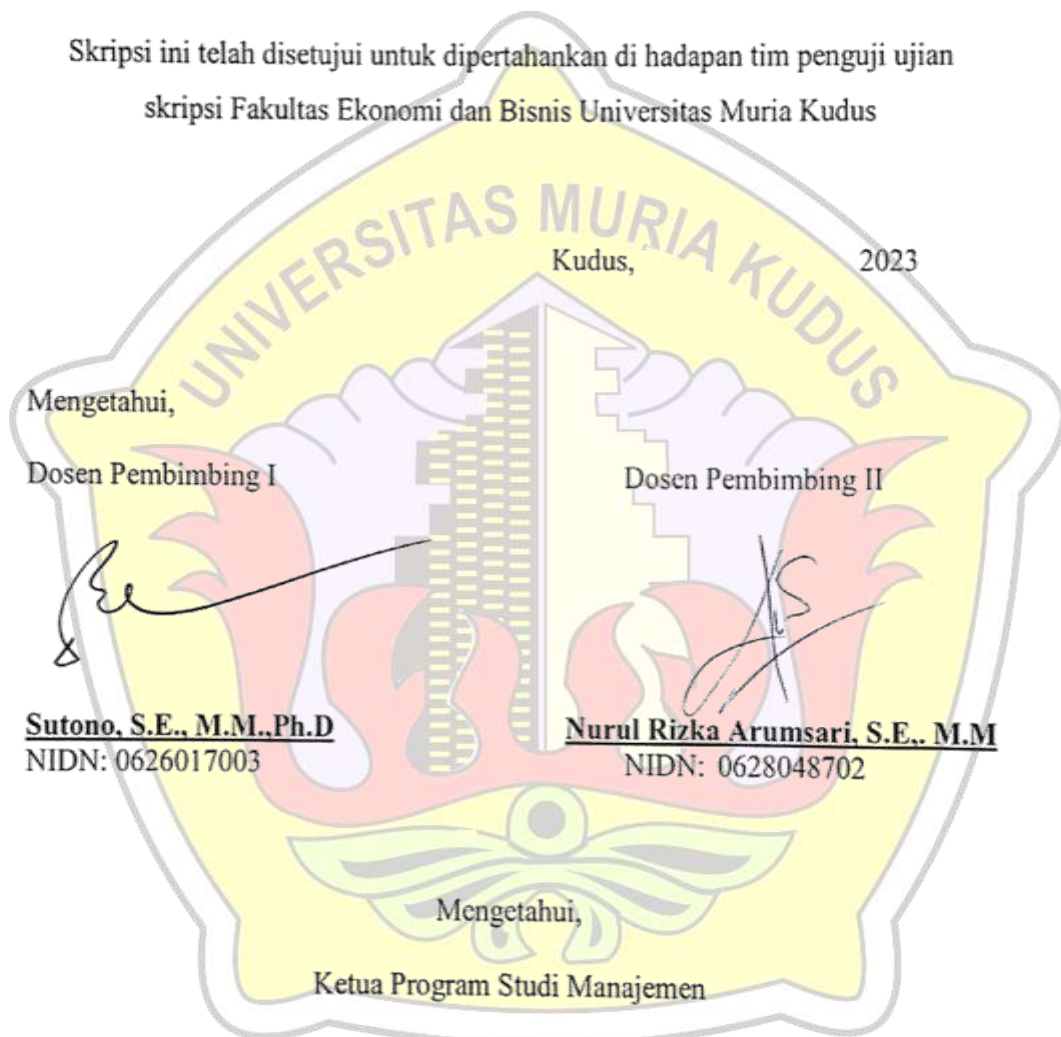 Skripsi ini telah disetujui untuk dipertahankan di hadapan tim penguji ujian
skripsi Fakultas Ekonomi dan Bisnis Universitas Muria Kudus
UNIVERSITAS MURIA KUDUS
Kudus, 2023
Mengetahui,
Dosen Pembimbing I
Dosen Pembimbing II
Sutono, S.E., M.M.,Ph.D
NIDN: 0626017003
Nurul Rizka Arumsari, S.E,. M.M
NIDN: 0628048702
Mengetahui,
Ketua Program Studi Manajemen